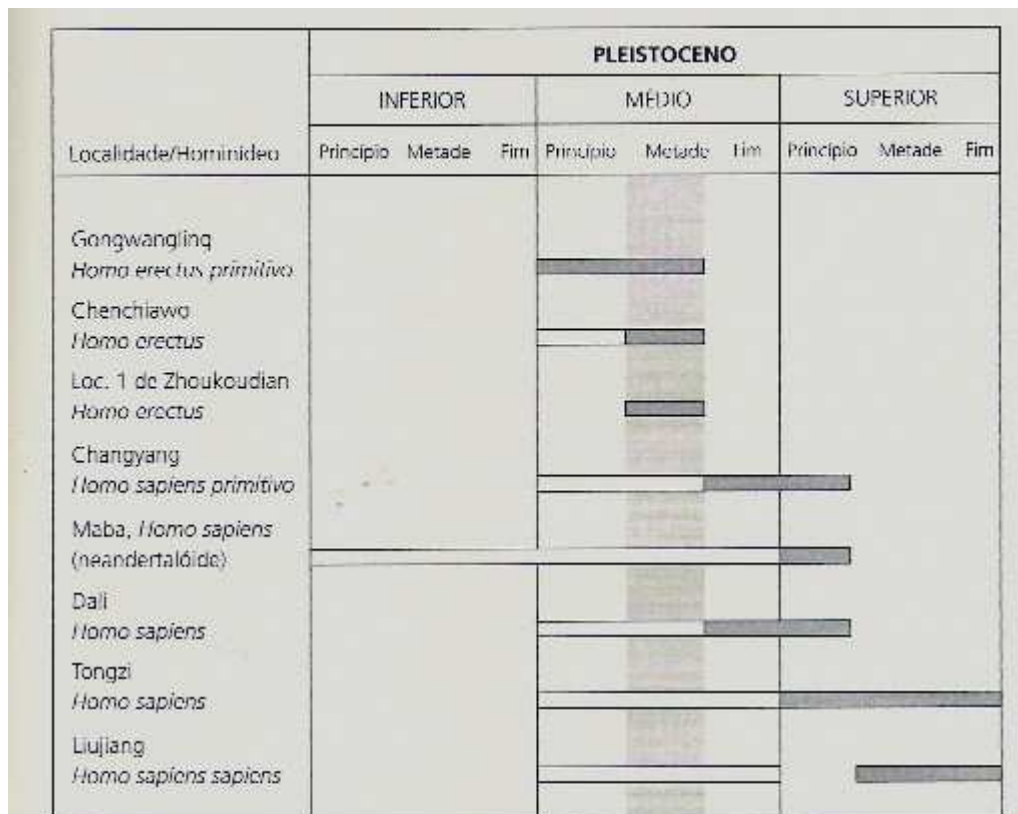 PLEISTOCENO
INFERIOR MÉDIO SUPERIOR
Localidade/Hominídeo Princípio Metade Fim Princípio Metade Fim Princípio Metade Fim
Gongwangling
Homo erectus primitivo
Chenchiawo
Homo erectus
Loc. 1 de Zhoukoudian
Homo erectus
Changyang
Homo sapiens primitivo
Maba, Homo sapiens
(neandertalóide)
Dali
Homo sapiens
Tongzi
Homo sapiens
Liujiang
Homo sapiens sapiens